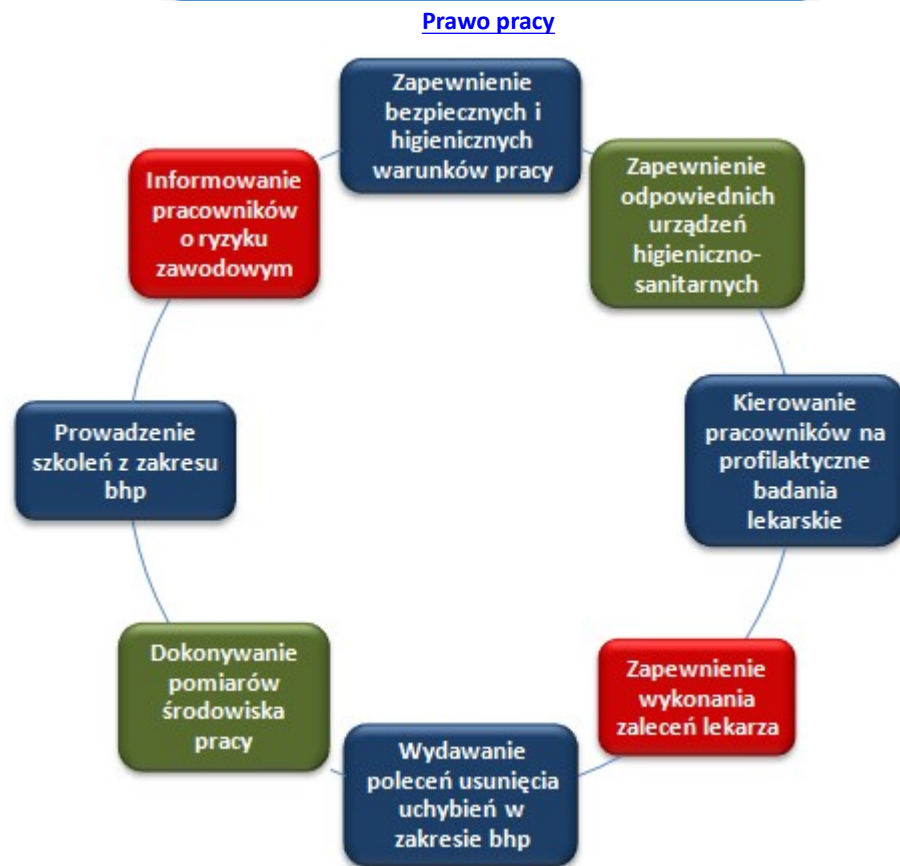 Prawo pracy
Zapewnienie
bezpiecznych i
higienicznych
warunków pracy
Zapewnienie
odpowiednich
urządzeń
higieniczno-
sanitarnych
Kierowanie
pracowników na
profilaktyczne
badania
lekarskie
Zapewnienie
wykonania
zaleceń lekarza
Wydawanie
poleceń usunięcia
uchybień w
zakresie bhp
Dokonywanie
pomiarów
środowiska
pracy
Prowadzenie
szkoleń z zakresu
bhp
Informowanie
pracowników
o ryzyku
zawodowym